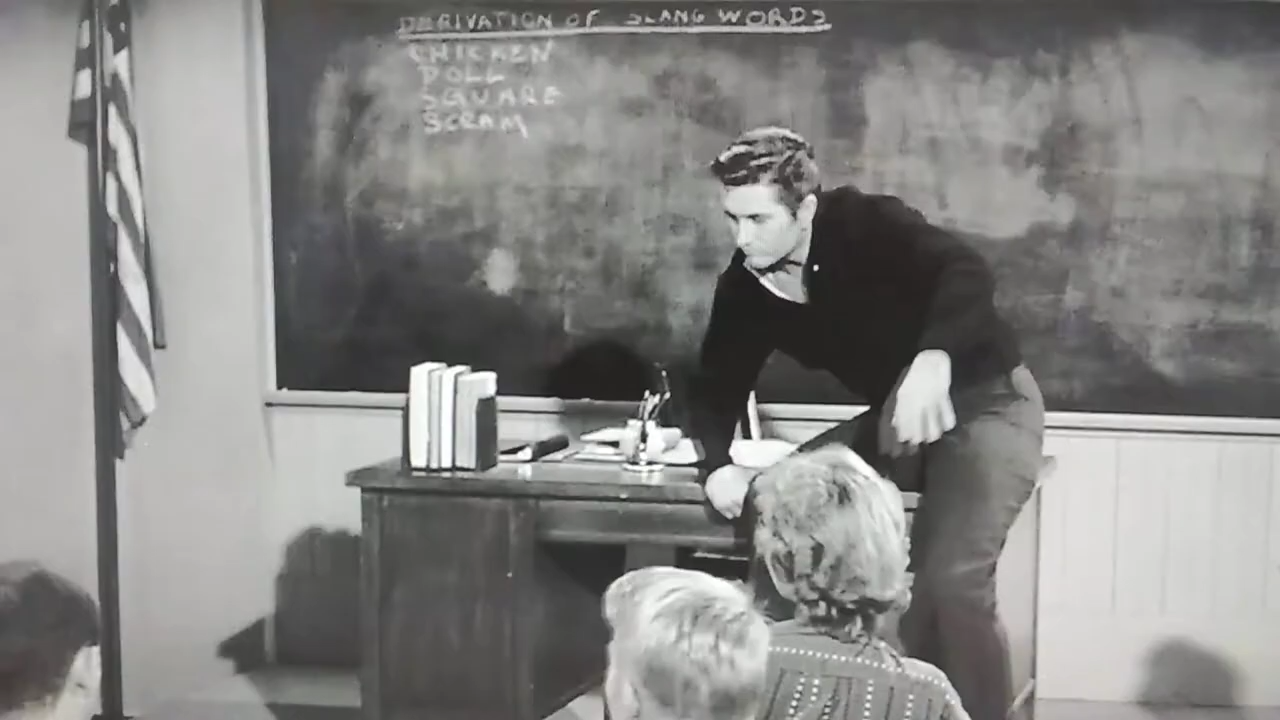 DERIVATION OF SLANG WORDS
CHICKEN
DOLL
SQUARE
SCRAM